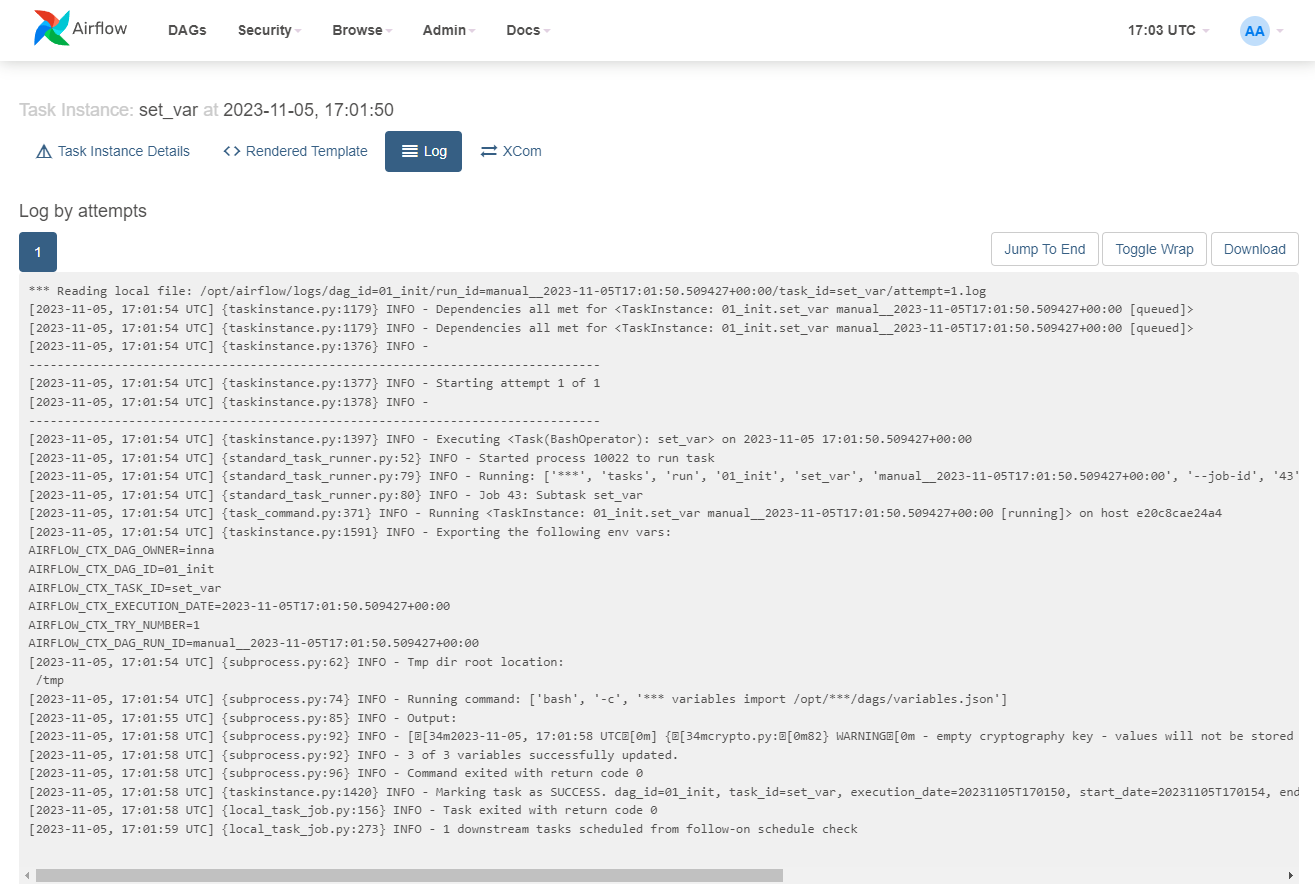 Airflow DAGs Security Browse Admin Docs 17:03 UTC AA
Task Instance: set_var at 2023-11-05, 17:01:50
Task Instance Details <> Rendered Template Log XCom
Log by attempts
1 Jump To End Toggle Wrap Download
*** Reading local file: /opt/airflow/logs/dag_id=01_init/run_id=manual__2023-11-05T17:01:50.509427+00:00/task_id=set_var/attempt=1.log
[2023-11-05, 17:01:54 UTC] {taskinstance.py:1179} INFO - Dependencies all met for <TaskInstance: 01_init.set_var manual__2023-11-05T17:01:50.509427+00:00 [queued]>
[2023-11-05, 17:01:54 UTC] {taskinstance.py:1179} INFO - Dependencies all met for <TaskInstance: 01_init.set_var manual__2023-11-05T17:01:50.509427+00:00 [queued]>
[2023-11-05, 17:01:54 UTC] {taskinstance.py:1376} INFO -
--------------------------------------------------------------------------------
[2023-11-05, 17:01:54 UTC] {taskinstance.py:1377} INFO - Starting attempt 1 of 1
[2023-11-05, 17:01:54 UTC] {taskinstance.py:1378} INFO -
--------------------------------------------------------------------------------
[2023-11-05, 17:01:54 UTC] {taskinstance.py:1397} INFO - Executing <Task(BashOperator): set_var> on 2023-11-05 17:01:50.509427+00:00
[2023-11-05, 17:01:54 UTC] {standard_task_runner.py:52} INFO - Started process 10022 to run task
[2023-11-05, 17:01:54 UTC] {standard_task_runner.py:79} INFO - Running: ['***', 'tasks', 'run', '01_init', 'set_var', 'manual__2023-11-05T17:01:50.509427+00:00', '--job-id', '43'
[2023-11-05, 17:01:54 UTC] {standard_task_runner.py:80} INFO - Job 43: Subtask set_var
[2023-11-05, 17:01:54 UTC] {task_command.py:371} INFO - Running <TaskInstance: 01_init.set_var manual__2023-11-05T17:01:50.509427+00:00 [running]> on host e20c8cae24a4
[2023-11-05, 17:01:54 UTC] {taskinstance.py:1591} INFO - Exporting the following env vars:
AIRFLOW_CTX_DAG_OWNER=inna
AIRFLOW_CTX_DAG_ID=01_init
AIRFLOW_CTX_TASK_ID=set_var
AIRFLOW_CTX_EXECUTION_DATE=2023-11-05T17:01:50.509427+00:00
AIRFLOW_CTX_TRY_NUMBER=1
AIRFLOW_CTX_DAG_RUN_ID=manual__2023-11-05T17:01:50.509427+00:00
[2023-11-05, 17:01:54 UTC] {subprocess.py:62} INFO - Tmp dir root location:
/tmp
[2023-11-05, 17:01:54 UTC] {subprocess.py:74} INFO - Running command: ['bash', '-c', '*** variables import /opt/***/dags/variables.json']
[2023-11-05, 17:01:55 UTC] {subprocess.py:85} INFO - Output:
[2023-11-05, 17:01:58 UTC] {subprocess.py:92} INFO - [[34m2023-11-05, 17:01:58 UTC[0m] {[34mcrypto.py:[0m82} WARNING[0m - empty cryptography key - values will not be stored
[2023-11-05, 17:01:58 UTC] {subprocess.py:92} INFO - 3 of 3 variables successfully updated.
[2023-11-05, 17:01:58 UTC] {subprocess.py:96} INFO - Command exited with return code 0
[2023-11-05, 17:01:58 UTC] {taskinstance.py:1420} INFO - Marking task as SUCCESS. dag_id=01_init, task_id=set_var, execution_date=20231105T170150, start_date=20231105T170154, end
[2023-11-05, 17:01:58 UTC] {local_task_job.py:156} INFO - Task exited with return code 0
[2023-11-05, 17:01:59 UTC] {local_task_job.py:273} INFO - 1 downstream tasks scheduled from follow-on schedule check